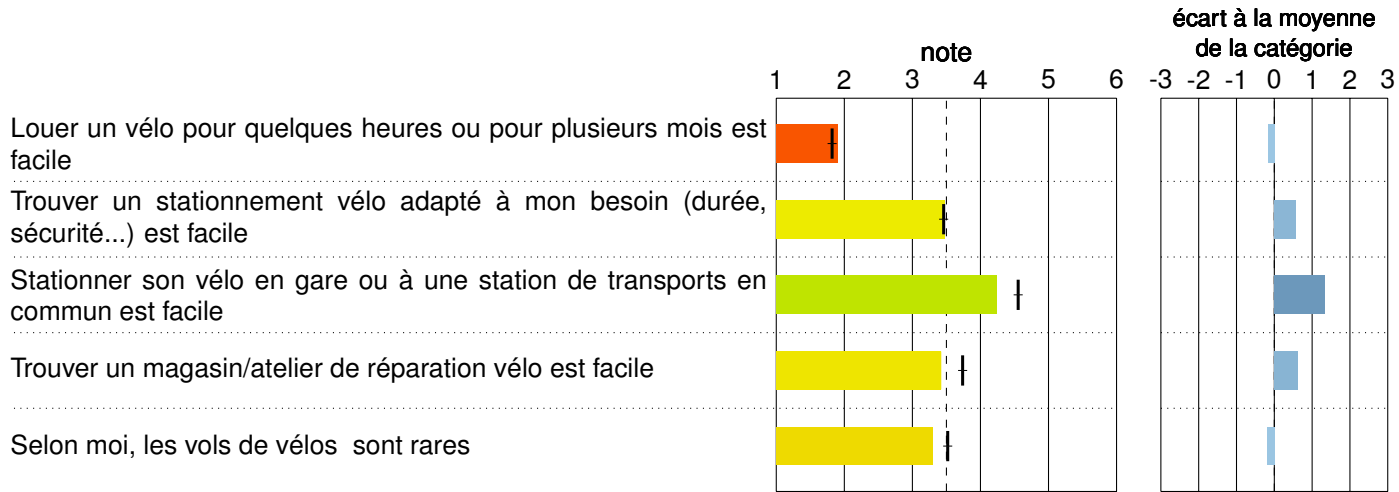 écart à la moyenne
de la catégorie
note
1 2 3 4 5 6
-3 -2 -1 0 1 2 3
Louer un vélo pour quelques heures ou pour plusieurs mois est
facile
Trouver un stationnement vélo adapté à mon besoin (durée,
sécurité...) est facile
Stationner son vélo en gare ou à une station de transports en
commun est facile
Trouver un magasin/atelier de réparation vélo est facile
Selon moi, les vols de vélos sont rares